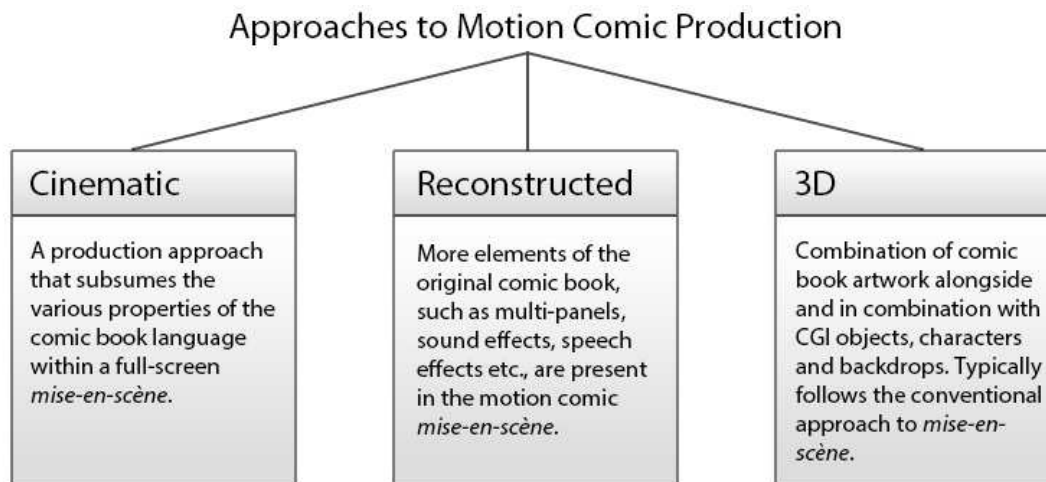 Approaches to Motion Comic Production
Cinematic
A production approach
that subsumes the
various properties of the
comic book language
within a full-screen
mise-en-scène.
Reconstructed
More elements of the
original comic book,
such as multi-panels,
sound effects, speech
effects etc., are present
in the motion comic
mise-en-scène.
3D
Combination of comic
book artwork alongside
and in combination with
CGI objects, characters
and backdrops. Typically
follows the conventional
approach to mise-en-
scène.